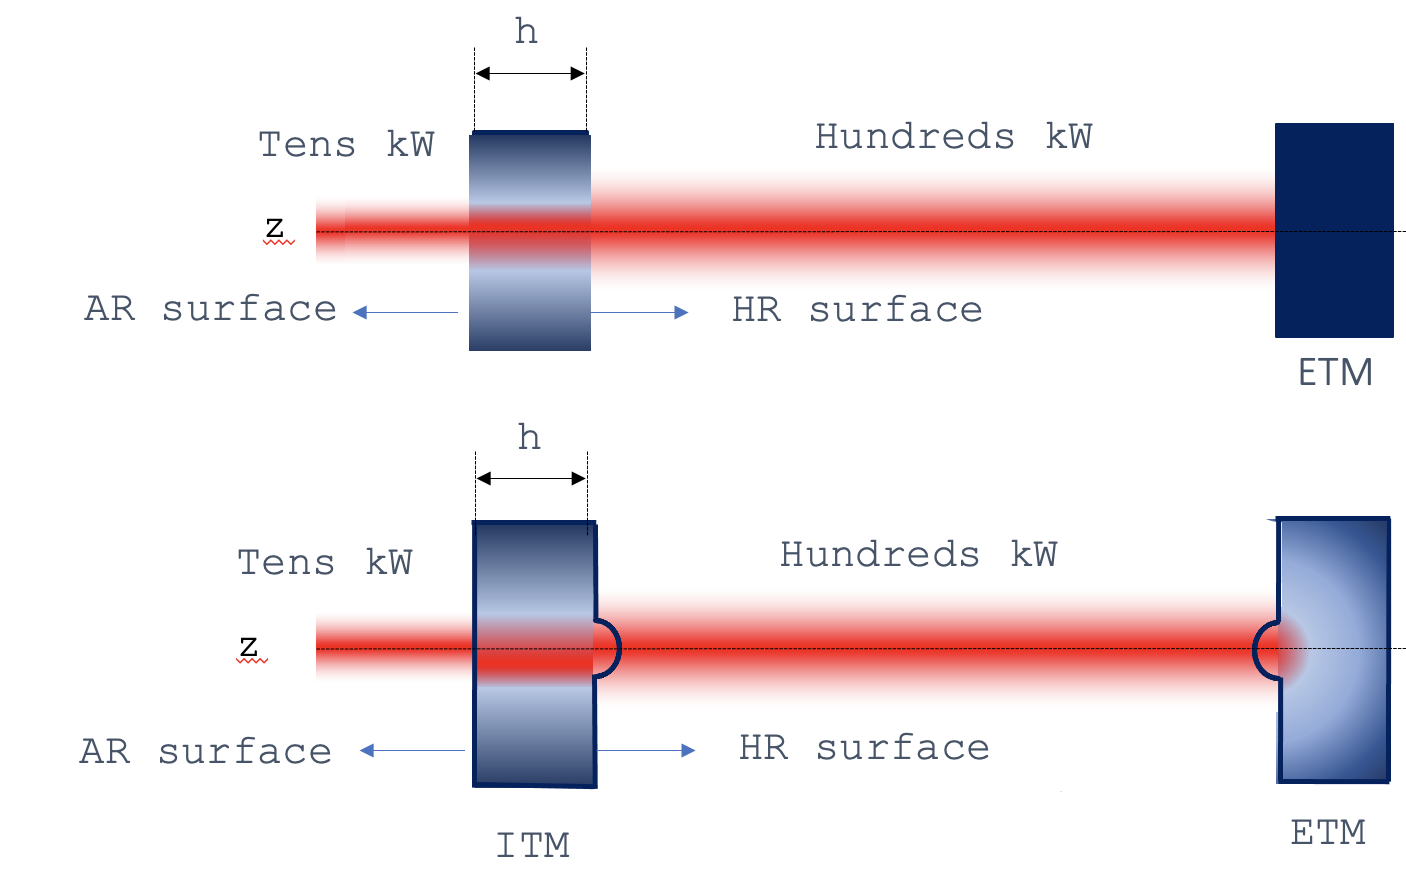 h
Tens kW
Hundreds kW
z
AR surface
HR surface
ETM
h
Tens kW
Hundreds kW
z
AR surface
HR surface
ITM
ETM